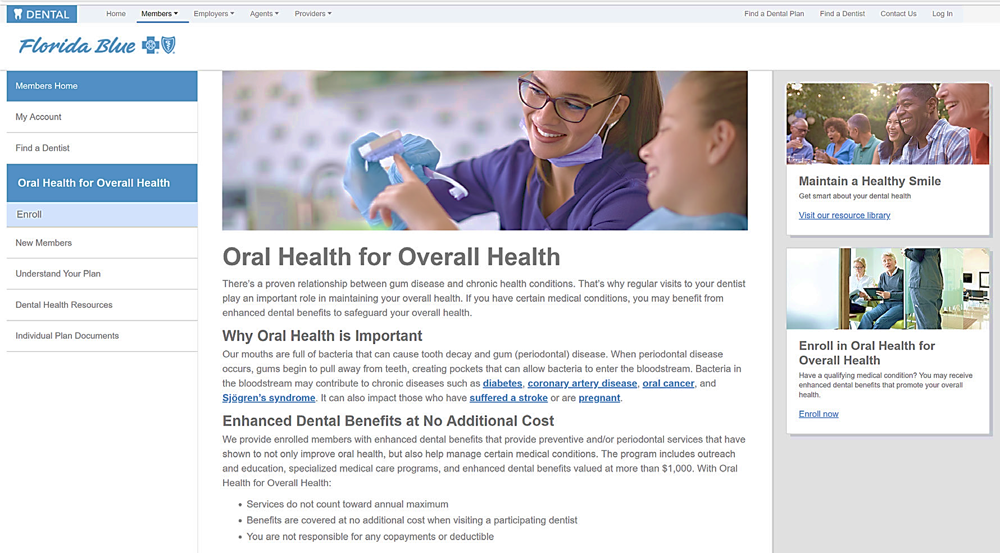 DENTAL
Home Members Employers Agents Providers
Find a Dental Plan Find a Dentist Contact Us Log In
Florida Blue
Members Home
My Account
Find a Dentist
Oral Health for Overall Health
Enroll
New Members
Understand Your Plan
Dental Health Resources
Individual Plan Documents
Oral Health for Overall Health
There’s a proven relationship between gum disease and chronic health conditions. That’s why regular visits to your dentist
play an important role in maintaining your overall health. If you have certain medical conditions, you may benefit from
enhanced dental benefits to safeguard your overall health.
Why Oral Health is Important
Our mouths are full of bacteria that can cause tooth decay and gum (periodontal) disease. When periodontal disease
occurs, gums begin to pull away from teeth, creating pockets that can allow bacteria to enter the bloodstream. Bacteria in
the bloodstream may contribute to chronic diseases such as diabetes, coronary artery disease, oral cancer, and
Sjögren’s syndrome. It can also impact those who have suffered a stroke or are pregnant.
Enhanced Dental Benefits at No Additional Cost
We provide enrolled members with enhanced dental benefits that provide preventive and/or periodontal services that have
shown to not only improve oral health, but also help manage certain medical conditions. The program includes outreach
and education, specialized medical care programs, and enhanced dental benefits valued at more than $1,000. With Oral
Health for Overall Health:
• Services do not count toward annual maximum
• Benefits are covered at no additional cost when visiting a participating dentist
• You are not responsible for any copayments or deductible
Maintain a Healthy Smile
Get smart about your dental health
Visit our resource library
Enroll in Oral Health for
Overall Health
Have a qualifying medical condition? You may receive
enhanced dental benefits that promote your overall
health.
Enroll now